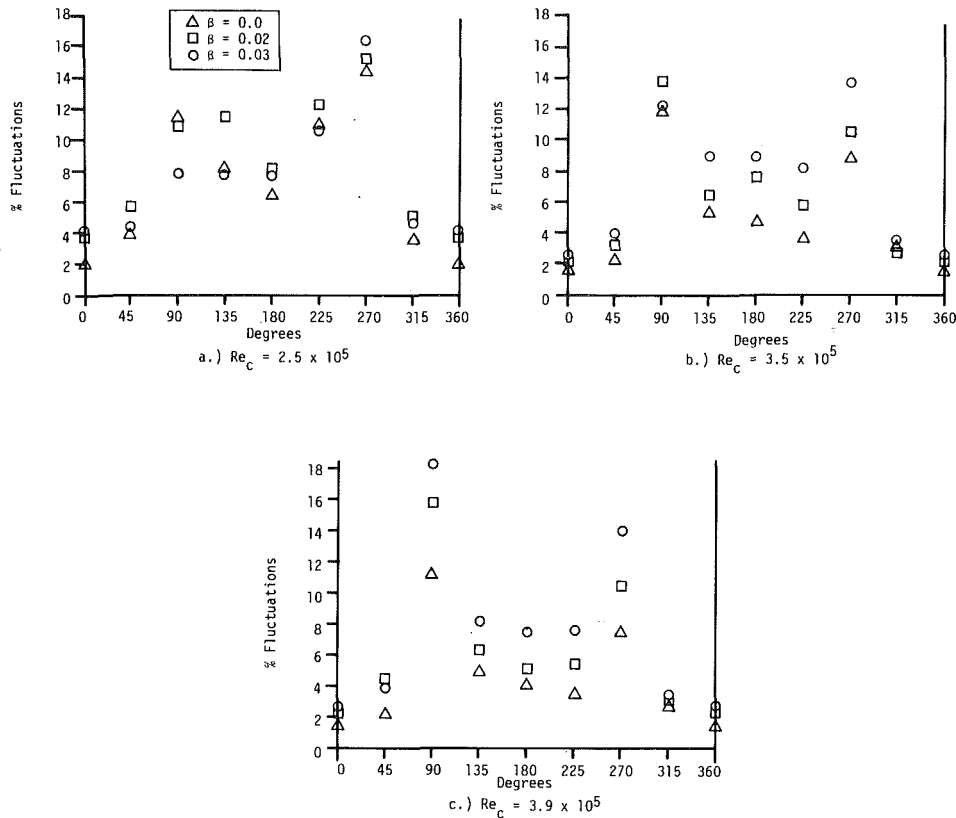 △ β = 0.0
□ β = 0.02
○ β = 0.03
% Fluctuations
18
16
14
12
10
8
6
4
2
0
0 45 90 135 180 225 270 315 360
Degrees
a.) Re_c = 2.5 x 10^5
% Fluctuations
18
16
14
12
10
8
6
4
2
0
0 45 90 135 180 225 270 315 360
Degrees
b.) Re_c = 3.5 x 10^5
% Fluctuations
18
16
14
12
10
8
6
4
2
0
0 45 90 135 180 225 270 315 360
Degrees
c.) Re_c = 3.9 x 10^5